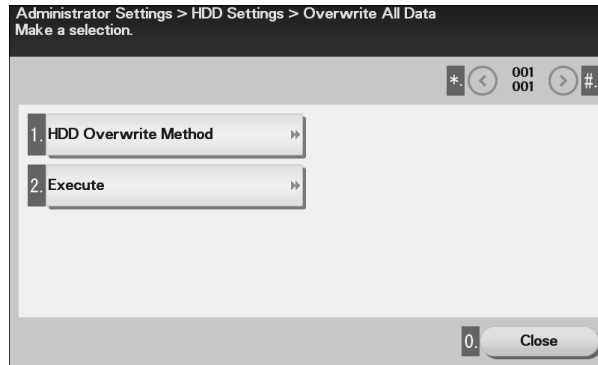 Administrator Settings > HDD Settings > Overwrite All Data
Make a selection.
*. 001 #.
001
1. HDD Overwrite Method
2. Execute
0. Close